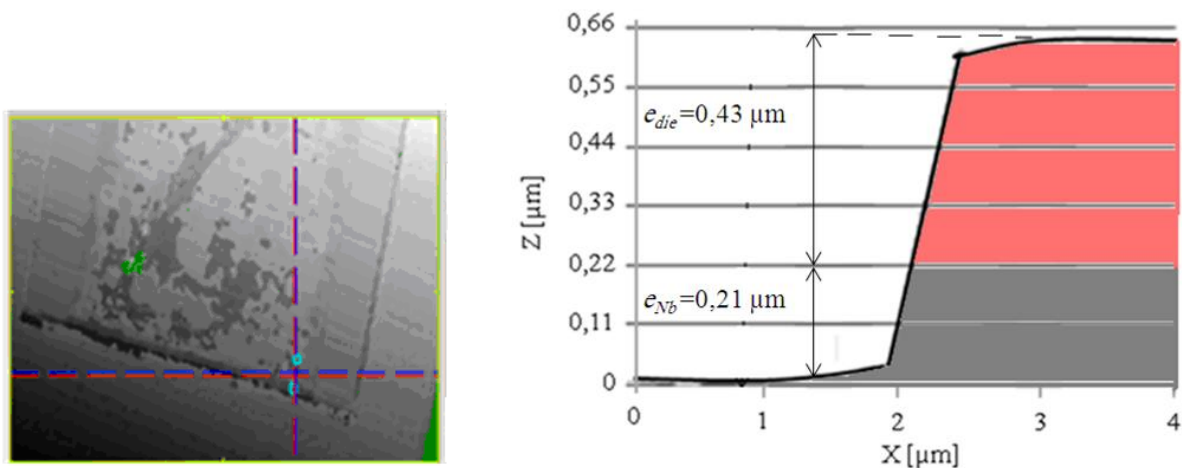 0,66
0,55
0,44
0,33
0,22
0,11
0
Z [µm]
e_die=0,43 µm
e_Nb=0,21 µm
0 1 2 3 4
X [µm]